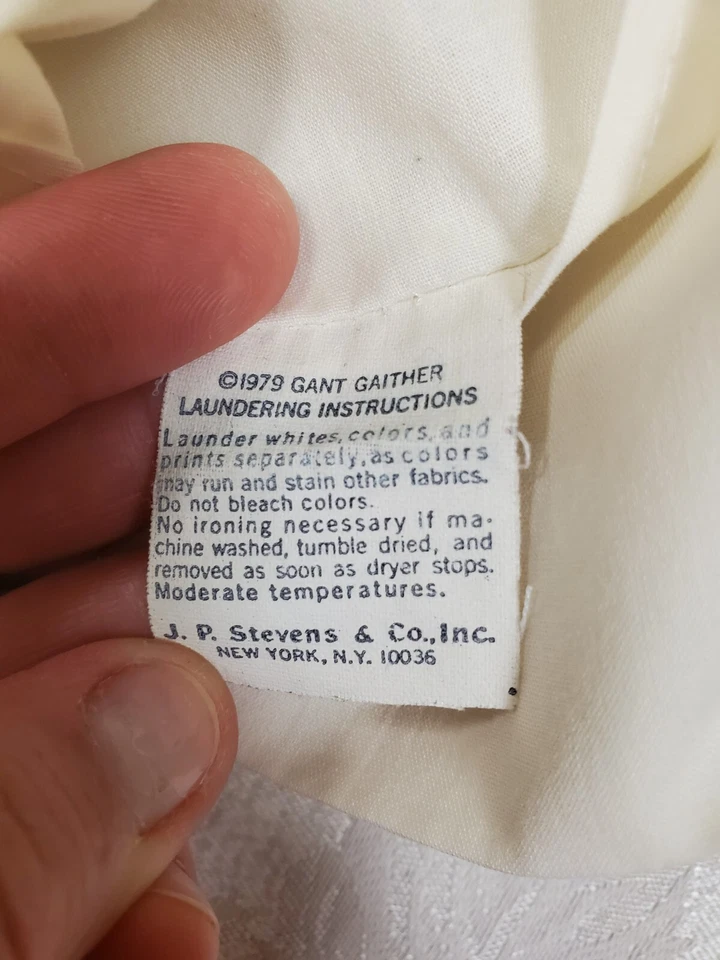 ©1979 GANT GAITHER
LAUNDERING INSTRUCTIONS
Launder whites, colors, and
prints separately, as colors
may run and stain other fabrics.
Do not bleach colors.
No ironing necessary if ma-
chine washed, tumble dried, and
removed as soon as dryer stops.
Moderate temperatures.
J. P. Stevens & Co., Inc.
NEW YORK, N.Y. 10036